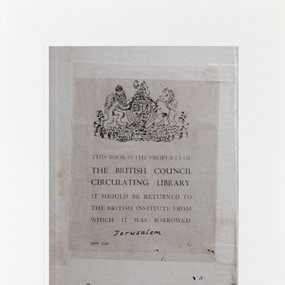 THIS BOOK IS THE PROPERTY OF
THE BRITISH COUNCIL
CIRCULATING LIBRARY
IT SHOULD BE RETURNED TO
THE BRITISH INSTITUTE FROM
WHICH IT WAS BORROWED.
Jerusalem
C.